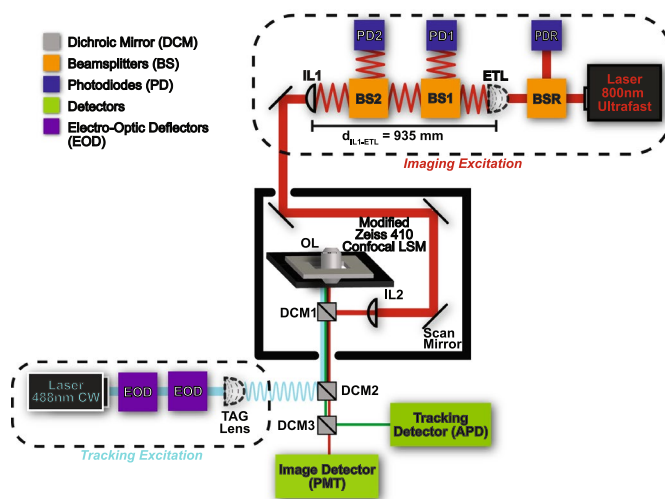 Dichroic Mirror (DCM)
Beamsplitters (BS)
Photodiodes (PD)
Detectors
Electro-Optic Deflectors
(EOD)
PD2
PD1
PDR
IL1
ETL
BS2
BS1
BSR
Laser
800nm
Ultrafast
dIL1-ETL = 935 mm
Imaging Excitation
Modified
Zeiss 410
Confocal LSM
OL
IL2
DCM1
Scan
Mirror
Laser
488nm CW
EOD
EOD
TAG
Lens
DCM2
DCM3
Tracking
Detector (APD)
Tracking Excitation
Image Detector
(PMT)